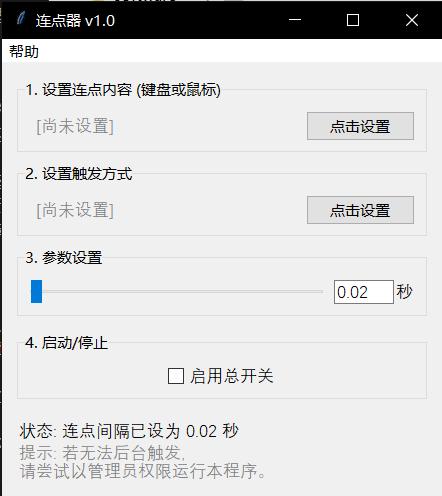 连点器 v1.0
帮助
1. 设置连点内容 (键盘或鼠标)
[尚未设置] 点击设置
2. 设置触发方式
[尚未设置] 点击设置
3. 参数设置
0.02 秒
4. 启动/停止
启用总开关
状态: 连点间隔已设为 0.02 秒
提示: 若无法后台触发,
请尝试以管理员权限运行本程序。